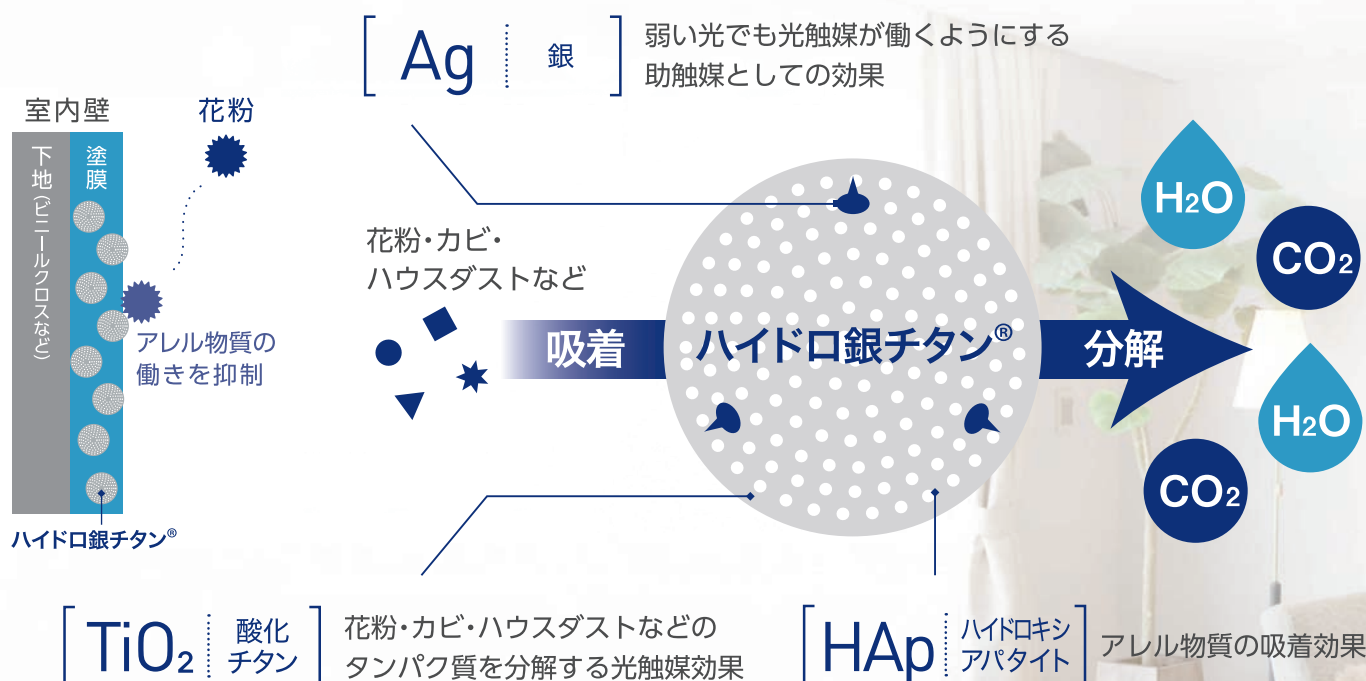 Ag 銀
弱い光でも光触媒が働くようにする
助触媒としての効果
室内壁
花粉
下地(ビニールクロスなど)
塗膜
アレル物質の
働きを抑制
ハイドロ銀チタン®
花粉・カビ・
ハウスダストなど
吸着
ハイドロ銀チタン®
分解
H2O
CO2
H2O
CO2
TiO2 酸化
チタン
花粉・カビ・ハウスダストなどの
タンパク質を分解する光触媒効果
HAp ハイドロキシ
アパタイト
アレル物質の吸着効果